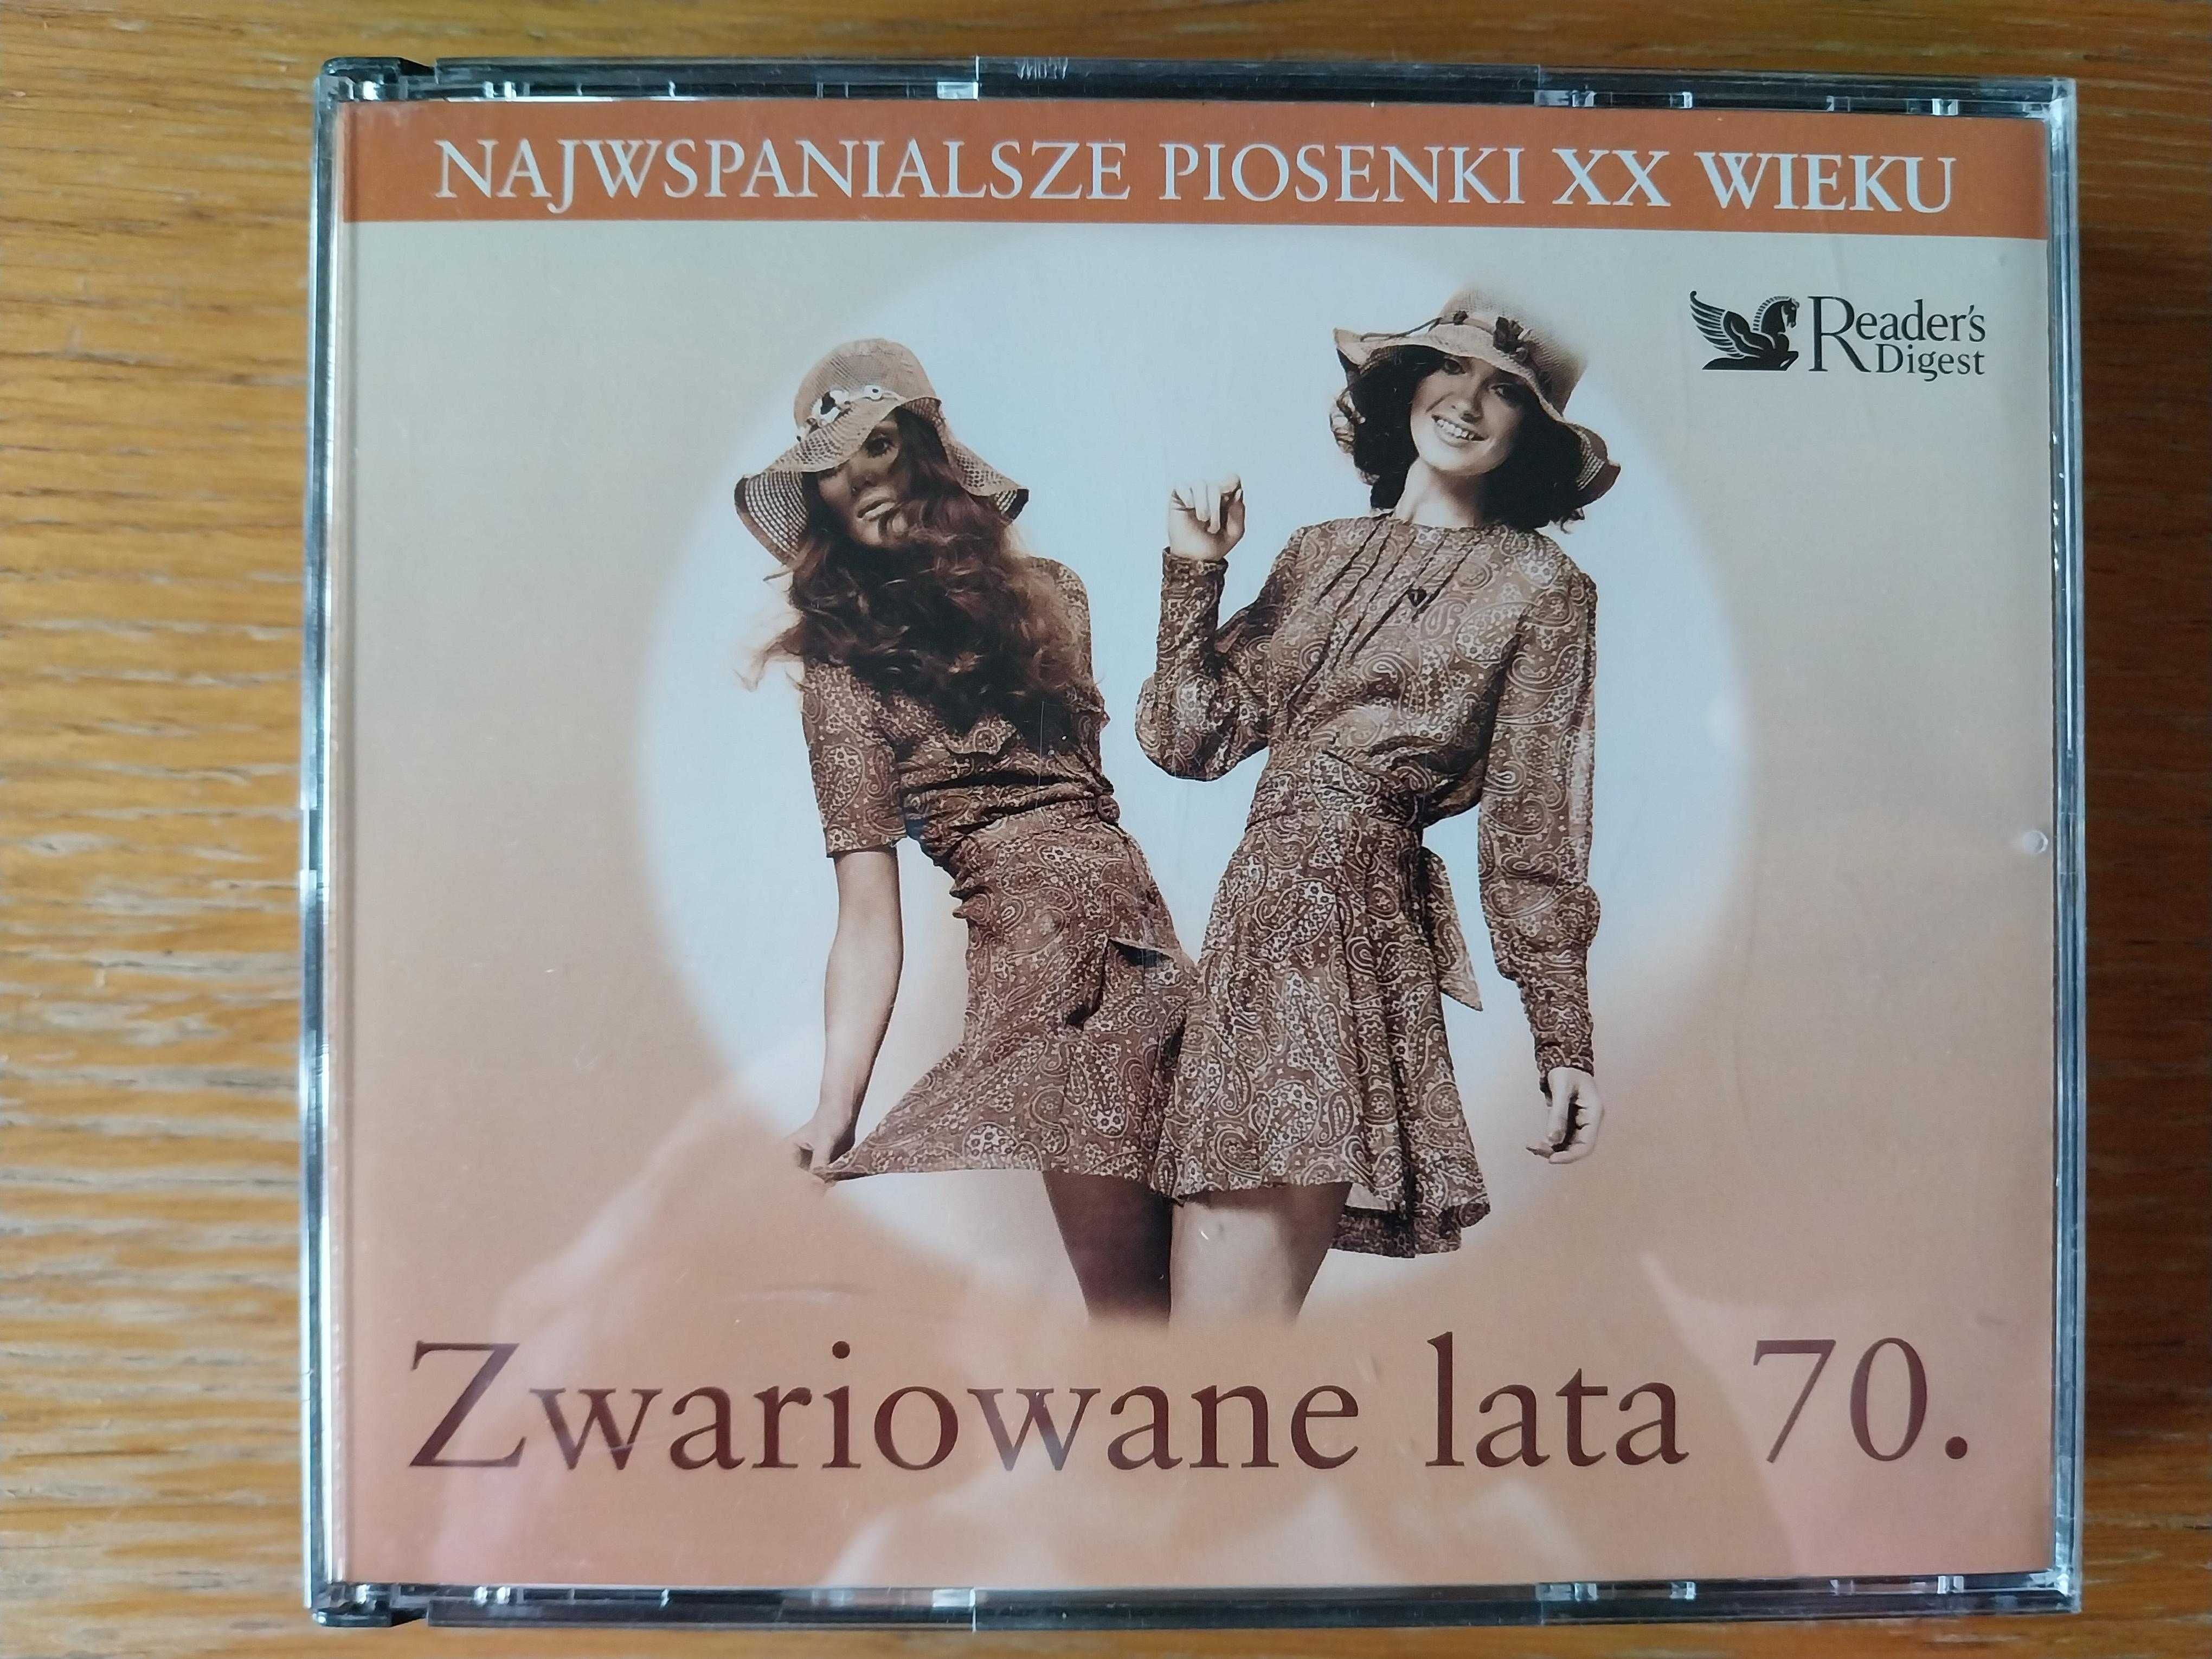 NAJWSPANIALSZE PIOSENKI XX WIEKU
Reader's
Digest
Zwariowane lata 70.